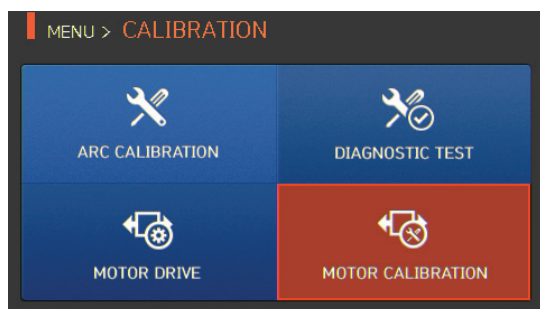 MENU > CALIBRATION
ARC CALIBRATION
DIAGNOSTIC TEST
MOTOR DRIVE
MOTOR CALIBRATION